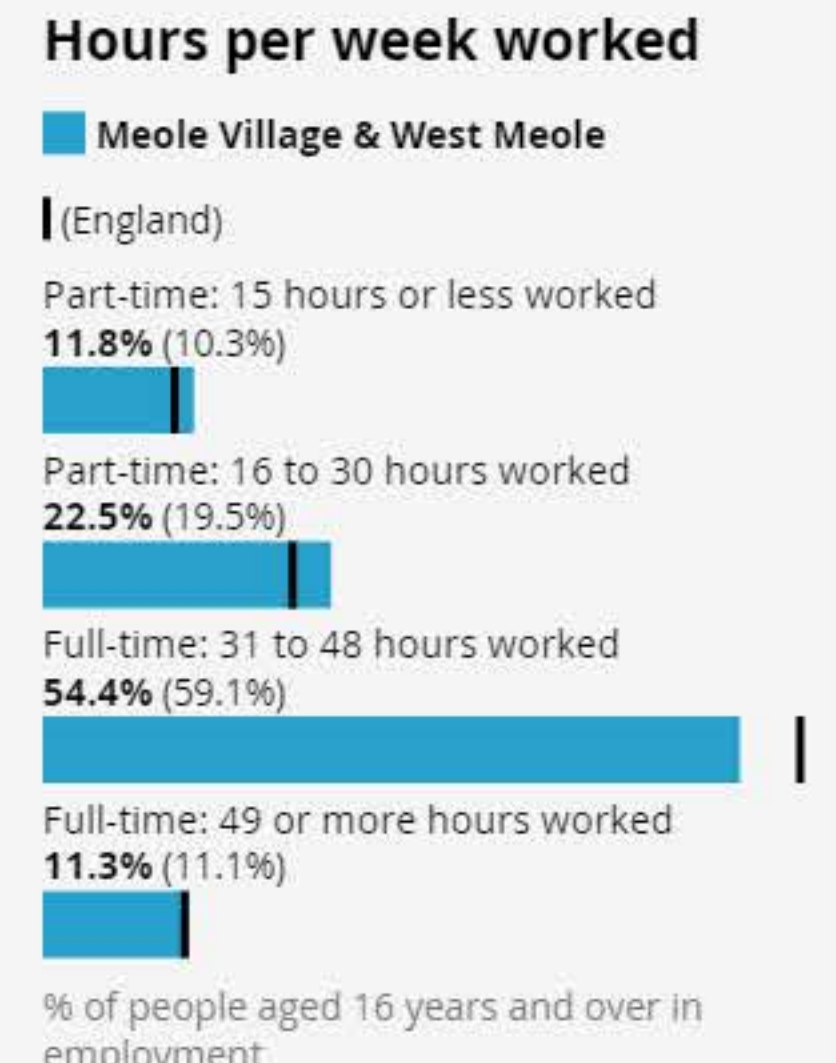 Hours per week worked
Meole Village & West Meole
(England)
Part-time: 15 hours or less worked
11.8% (10.3%)
Part-time: 16 to 30 hours worked
22.5% (19.5%)
Full-time: 31 to 48 hours worked
54.4% (59.1%)
Full-time: 49 or more hours worked
11.3% (11.1%)
% of people aged 16 years and over in
employment